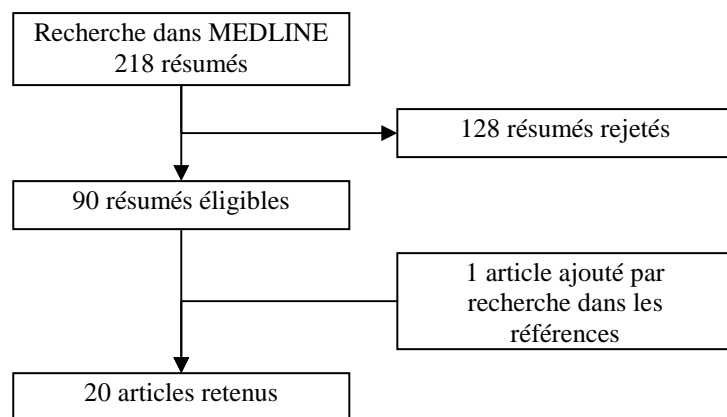 Recherche dans MEDLINE
218 résumés
128 résumés rejetés
90 résumés éligibles
1 article ajouté par
recherche dans les
références
20 articles retenus